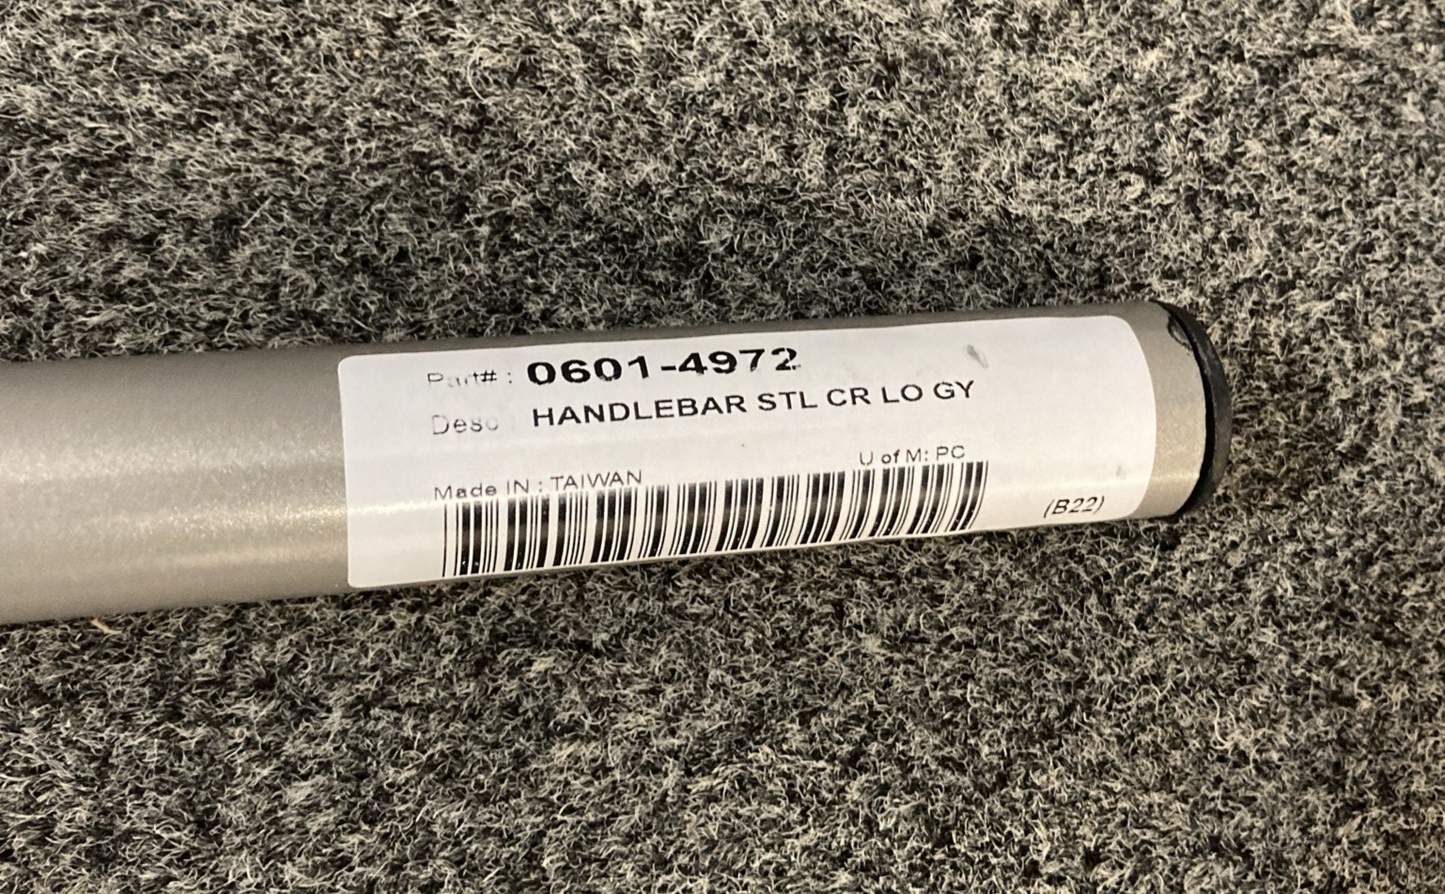 Part# : 0601-4972
Desc HANDLEBAR STL CR LO GY
U of M: PC
Made IN : TAIWAN
(B22)